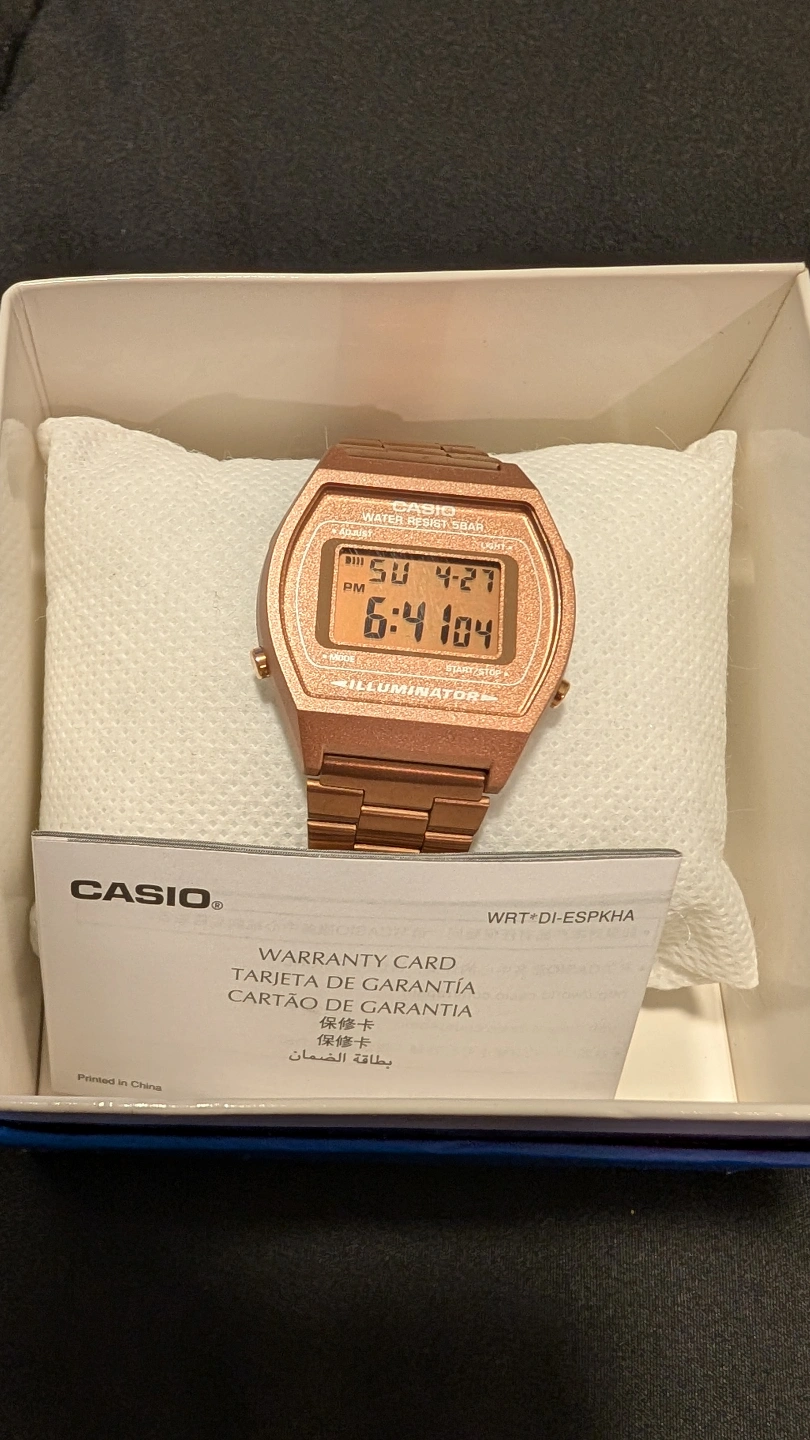 CASIO
WATER RESIST 5BAR
ADJUST
LIGHT
SU 4-27
PM
6:41 04
MODE
START/STOP
ILLUMINATOR
CASIO®
WRT*DI-ESPKHA
WARRANTY CARD
TARJETA DE GARANTÍA
CARTÃO DE GARANTIA
保修卡
保修卡
بطاقة الضمان
Printed in China